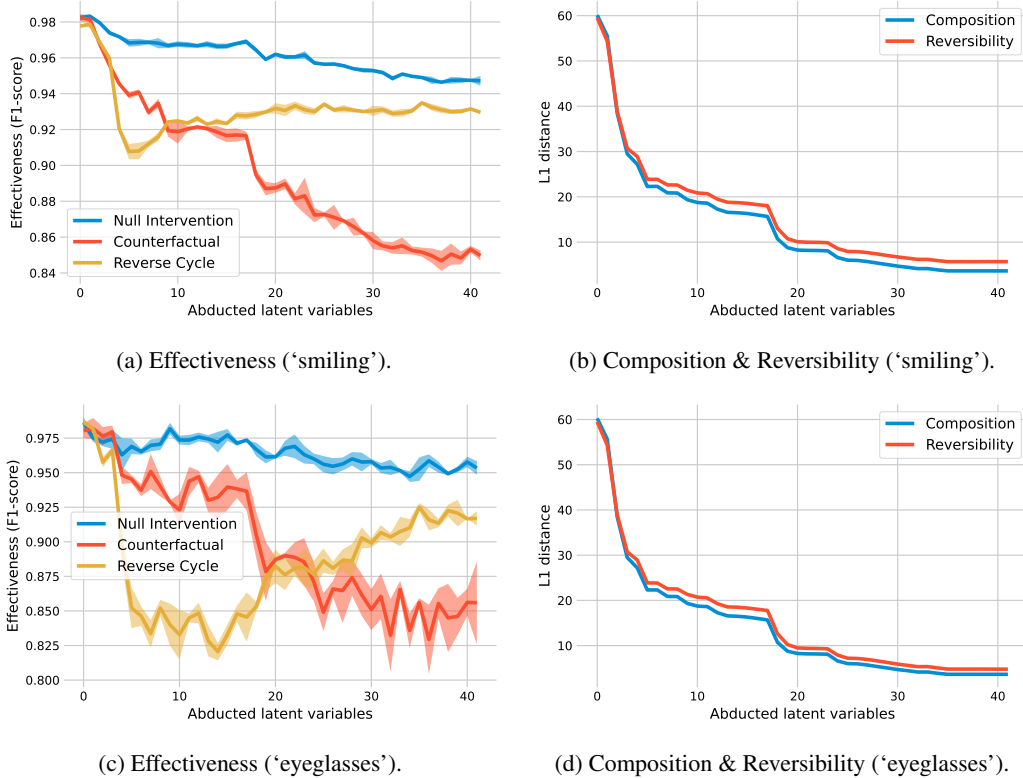 0.98
0.96
0.94
0.92
0.90
0.88
0.86
0.84
Effectiveness (F1-score)
Null Intervention
Counterfactual
Reverse Cycle
0 10 20 30 40
Abducted latent variables
(a) Effectiveness (‘smiling’).
60
50
40
30
20
10
L1 distance
Composition
Reversibility
0 10 20 30 40
Abducted latent variables
(b) Composition & Reversibility (‘smiling’).
0.975
0.950
0.925
0.900
0.875
0.850
0.825
0.800
Effectiveness (F1-score)
Null Intervention
Counterfactual
Reverse Cycle
0 10 20 30 40
Abducted latent variables
(c) Effectiveness (‘eyeglasses’).
60
50
40
30
20
10
L1 distance
Composition
Reversibility
0 10 20 30 40
Abducted latent variables
(d) Composition & Reversibility (‘eyeglasses’).